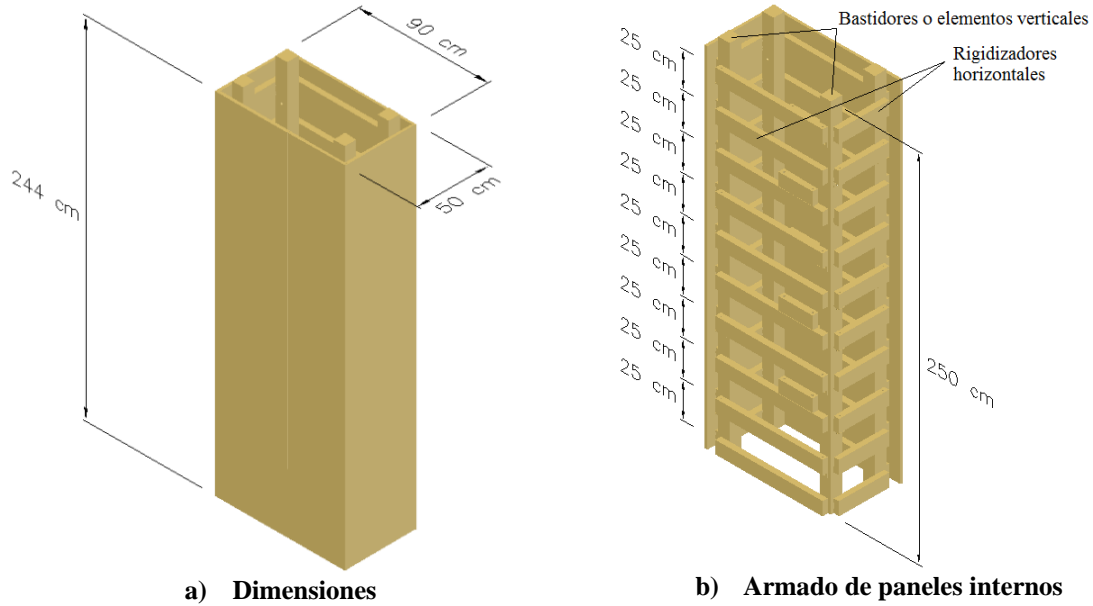 90 cm
50 cm
244 cm
a) Dimensiones
Bastidores o elementos verticales
Rigidizadores
horizontales
25 cm
25 cm
25 cm
25 cm
25 cm
25 cm
25 cm
25 cm
25 cm
250 cm
b) Armado de paneles internos